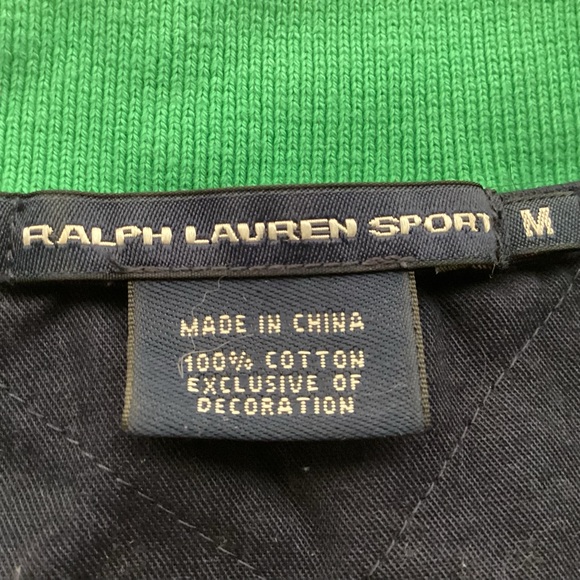 RALPH LAUREN SPORT M
MADE IN CHINA
100% COTTON
EXCLUSIVE OF
DECORATION